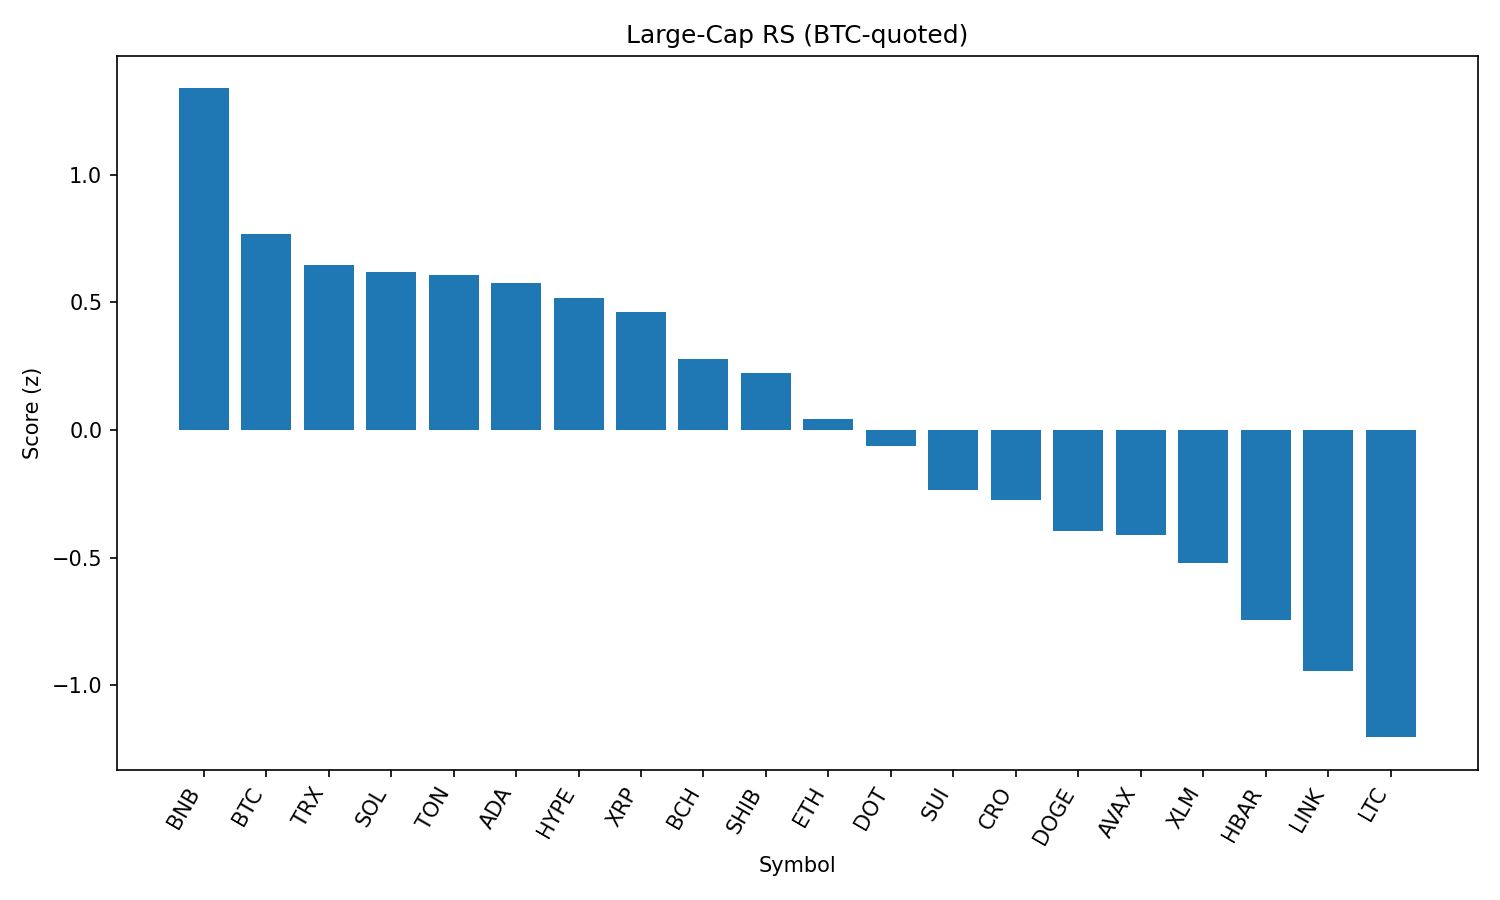 Large-Cap RS (BTC-quoted)
Score (z)
1.0
0.5
0.0
−0.5
−1.0
BNB
BTC
TRX
SOL
TON
ADA
HYPE
XRP
BCH
SHIB
ETH
DOT
SUI
CRO
DOGE
AVAX
XLM
HBAR
LINK
LTC
Symbol